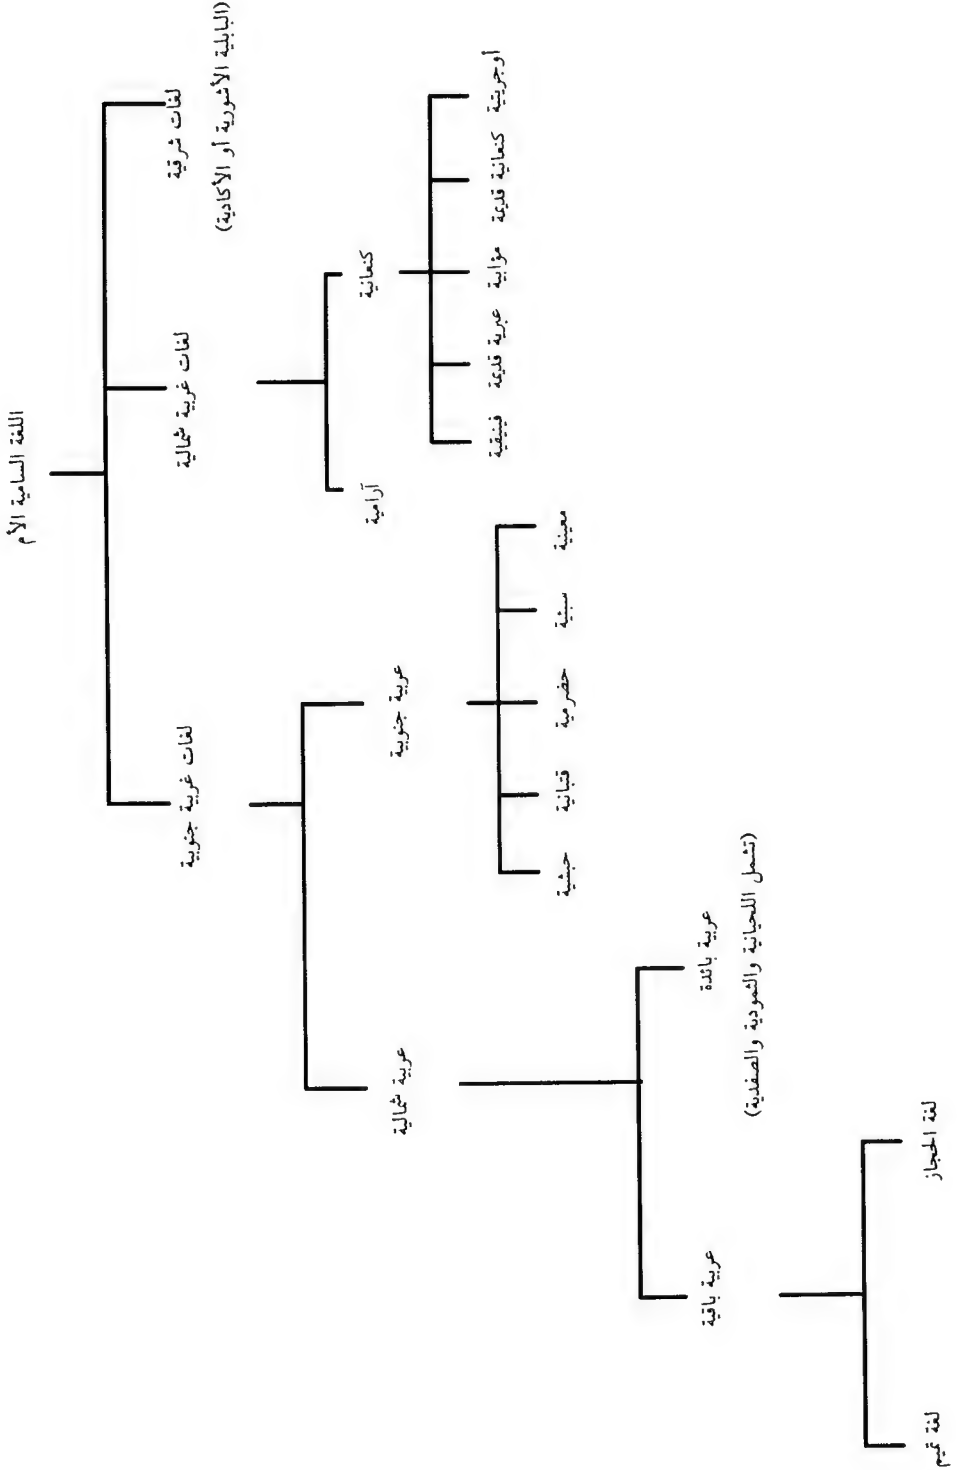 اللغة السامية الأم
لغات شرقية
(البابلية الأشورية أو الأكادية)
لغات غربية شمالية
لغات غربية جنوبية
كنعانية
آرامية
أوجريتية
كنعانية قديمة
مؤابية
عبرية قديمة
فينيقية
عربية جنوبية
عربية شمالية
معينية
سبئية
حضرمية
قتبانية
حبشية
عربية بائدة
(تشمل اللحيانية والثمودية والصفدية)
عربية باقية
لغة الحجاز
لغة تميم